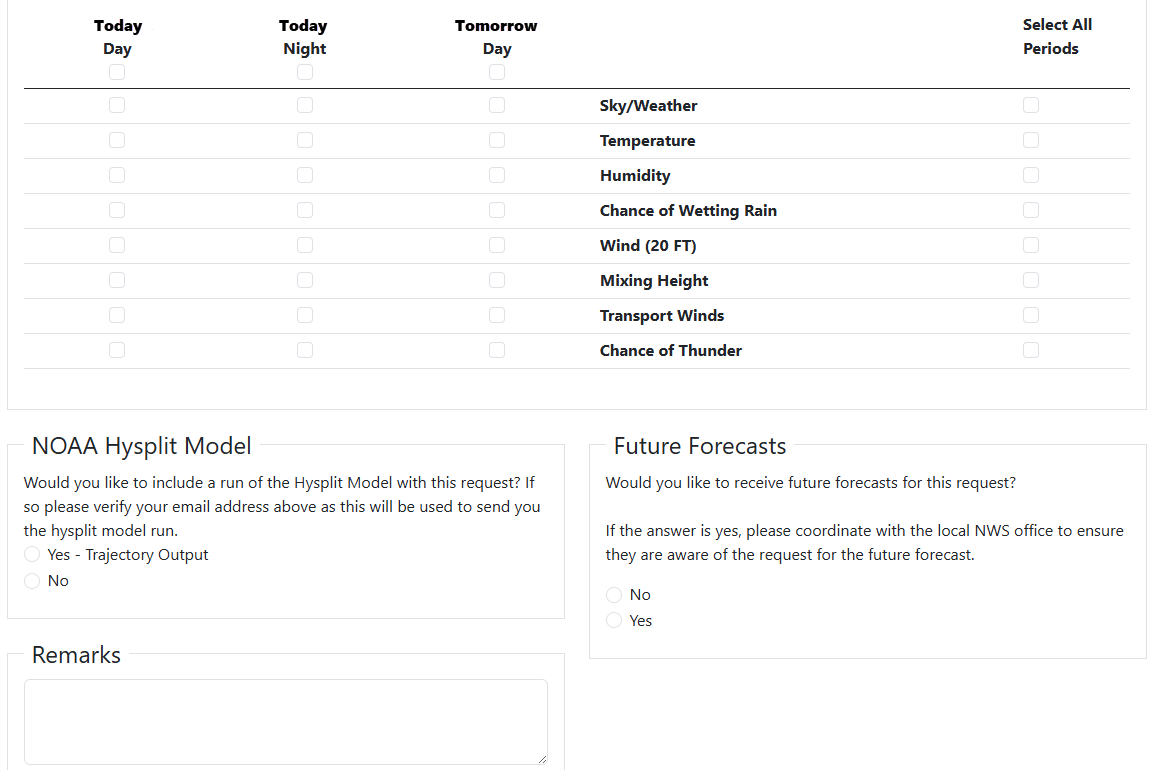 Today Today Tomorrow Select All
Day Night Day Periods
Sky/Weather
Temperature
Humidity
Chance of Wetting Rain
Wind (20 FT)
Mixing Height
Transport Winds
Chance of Thunder
NOAA Hysplit Model
Would you like to include a run of the Hysplit Model with this request? If
so please verify your email address above as this will be used to send you
the hysplit model run.
Yes - Trajectory Output
No
Future Forecasts
Would you like to receive future forecasts for this request?
If the answer is yes, please coordinate with the local NWS office to ensure
they are aware of the request for the future forecast.
No
Yes
Remarks